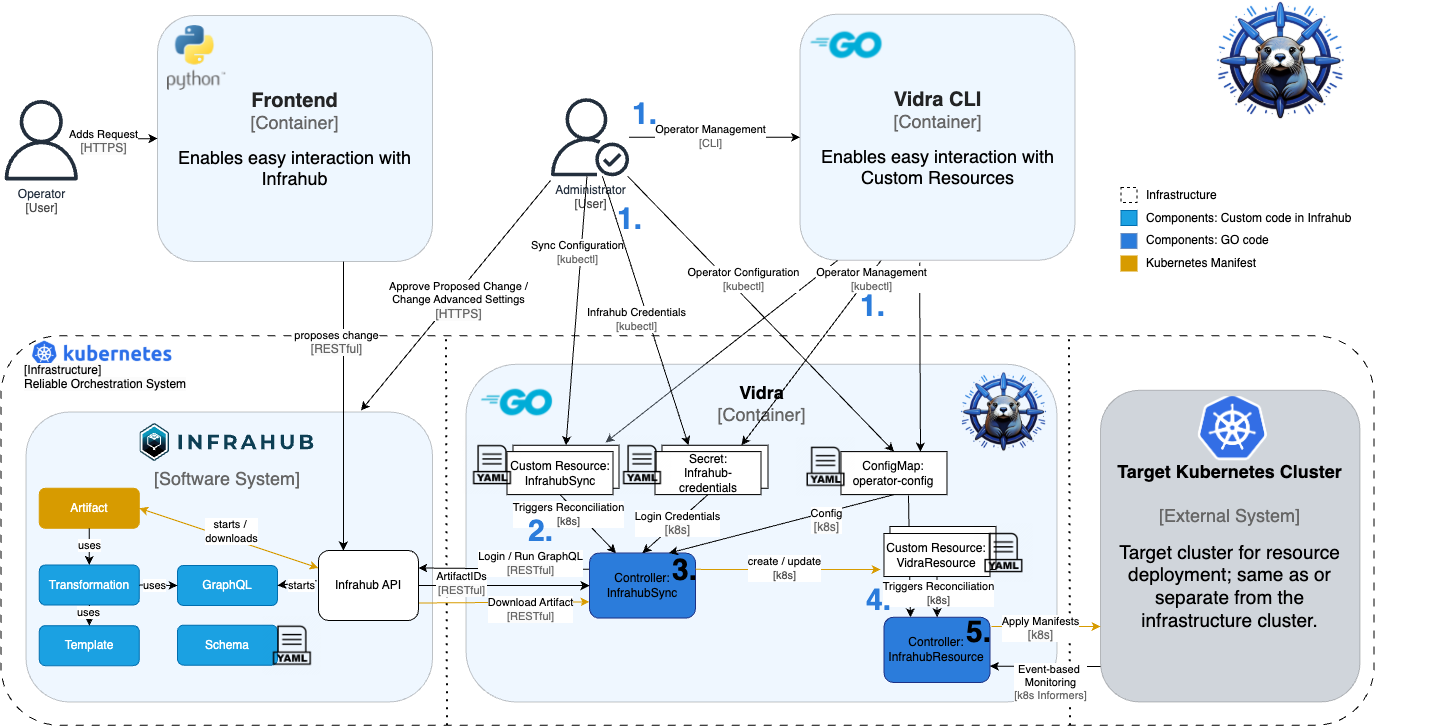 python™
Frontend
[Container]
Enables easy interaction with
Infrahub
Operator
[User]
Adds Request
[HTTPS]
Administrator
[User]
1.
Operator Management
[CLI]
GO
Vidra CLI
[Container]
Enables easy interaction with
Custom Resources
Infrastructure
Components: Custom code in Infrahub
Components: GO code
Kubernetes Manifest
1.
Sync Configuration
[kubectl]
Approve Proposed Change /
Change Advanced Settings
[HTTPS]
Infrahub Credentials
[kubectl]
Operator Configuration
[kubectl]
Operator Management
[kubectl]
1.
proposes change
[RESTful]
kubernetes
[Infrastructure]
Reliable Orchestration System
INFRAHUB
[Software System]
Artifact
starts /
downloads
uses
Transformation
uses
GraphQL
starts
Infrahub API
uses
Template
Schema
YAML
GO
Vidra
[Container]
YAML
Custom Resource:
InfrahubSync
YAML
Secret:
Infrahub-
credentials
YAML
ConfigMap:
operator-config
Triggers Reconciliation
[k8s]
2.
Login Credentials
[k8s]
Config
[k8s]
Login / Run GraphQL
[RESTful]
ArtifactIDs
[RESTful]
Download Artifact
[RESTful]
Controller:
InfrahubSync
3.
create / update
[k8s]
Custom Resource:
VidraResource
YAML
Triggers Reconciliation
[k8s]
4.
Controller:
InfrahubResource
5.
Apply Manifests
[k8s]
Event-based
Monitoring
[k8s Informers]
Target Kubernetes Cluster
[External System]
Target cluster for resource
deployment; same as or
separate from the
infrastructure cluster.